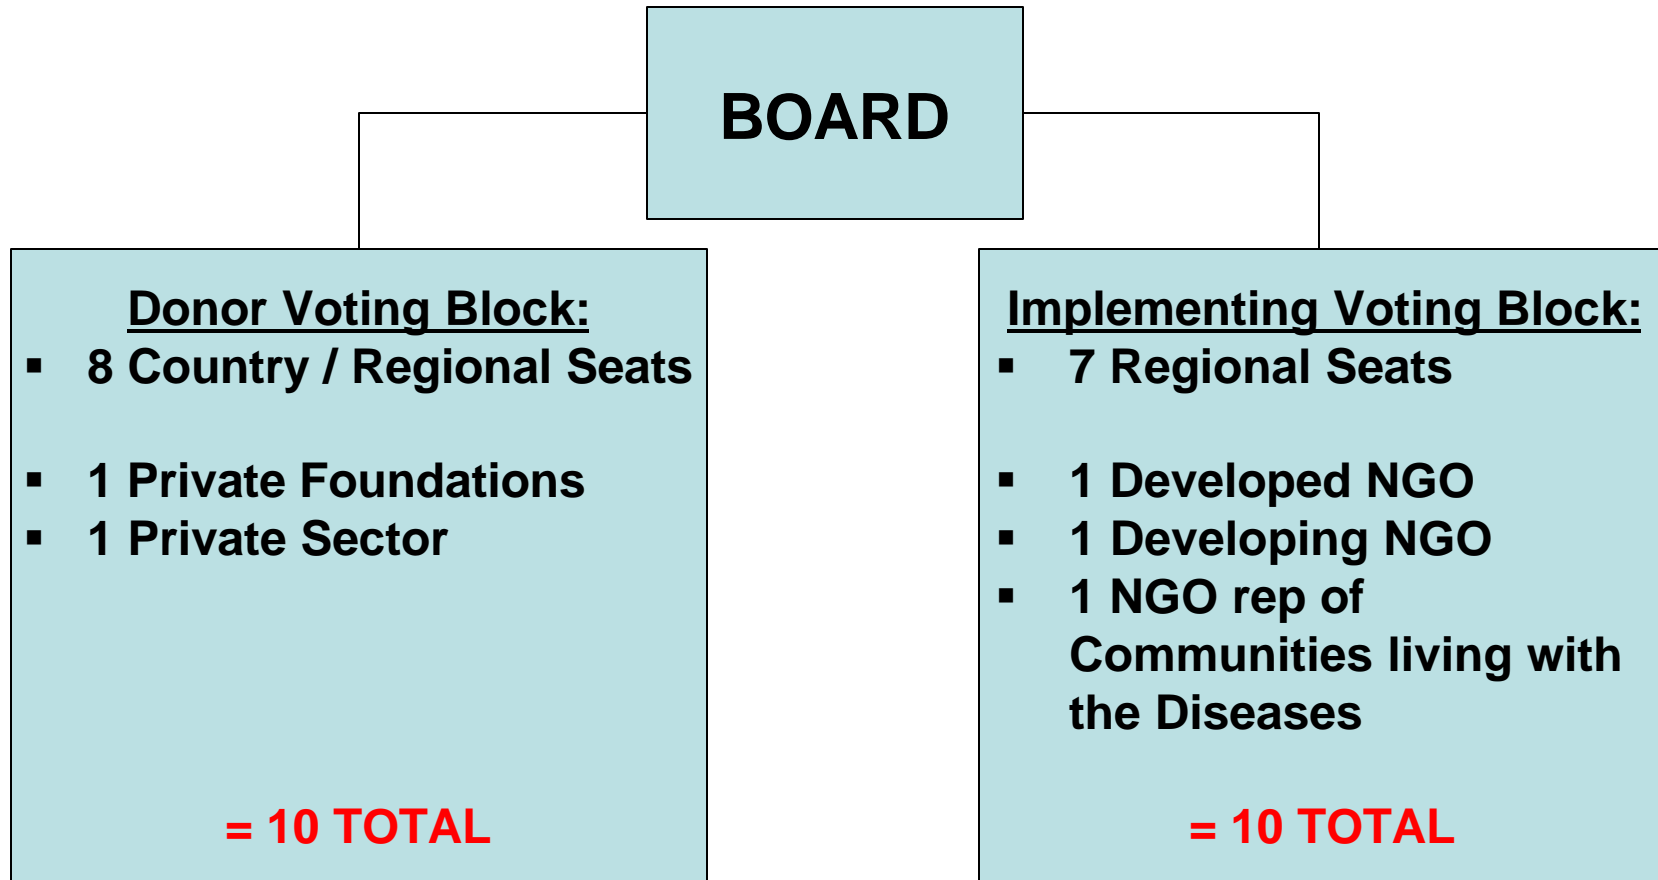 BOARD
Donor Voting Block:
▪ 8 Country / Regional Seats
▪ 1 Private Foundations
▪ 1 Private Sector
= 10 TOTAL
Implementing Voting Block:
▪ 7 Regional Seats
▪ 1 Developed NGO
▪ 1 Developing NGO
▪ 1 NGO rep of
Communities living with
the Diseases
= 10 TOTAL